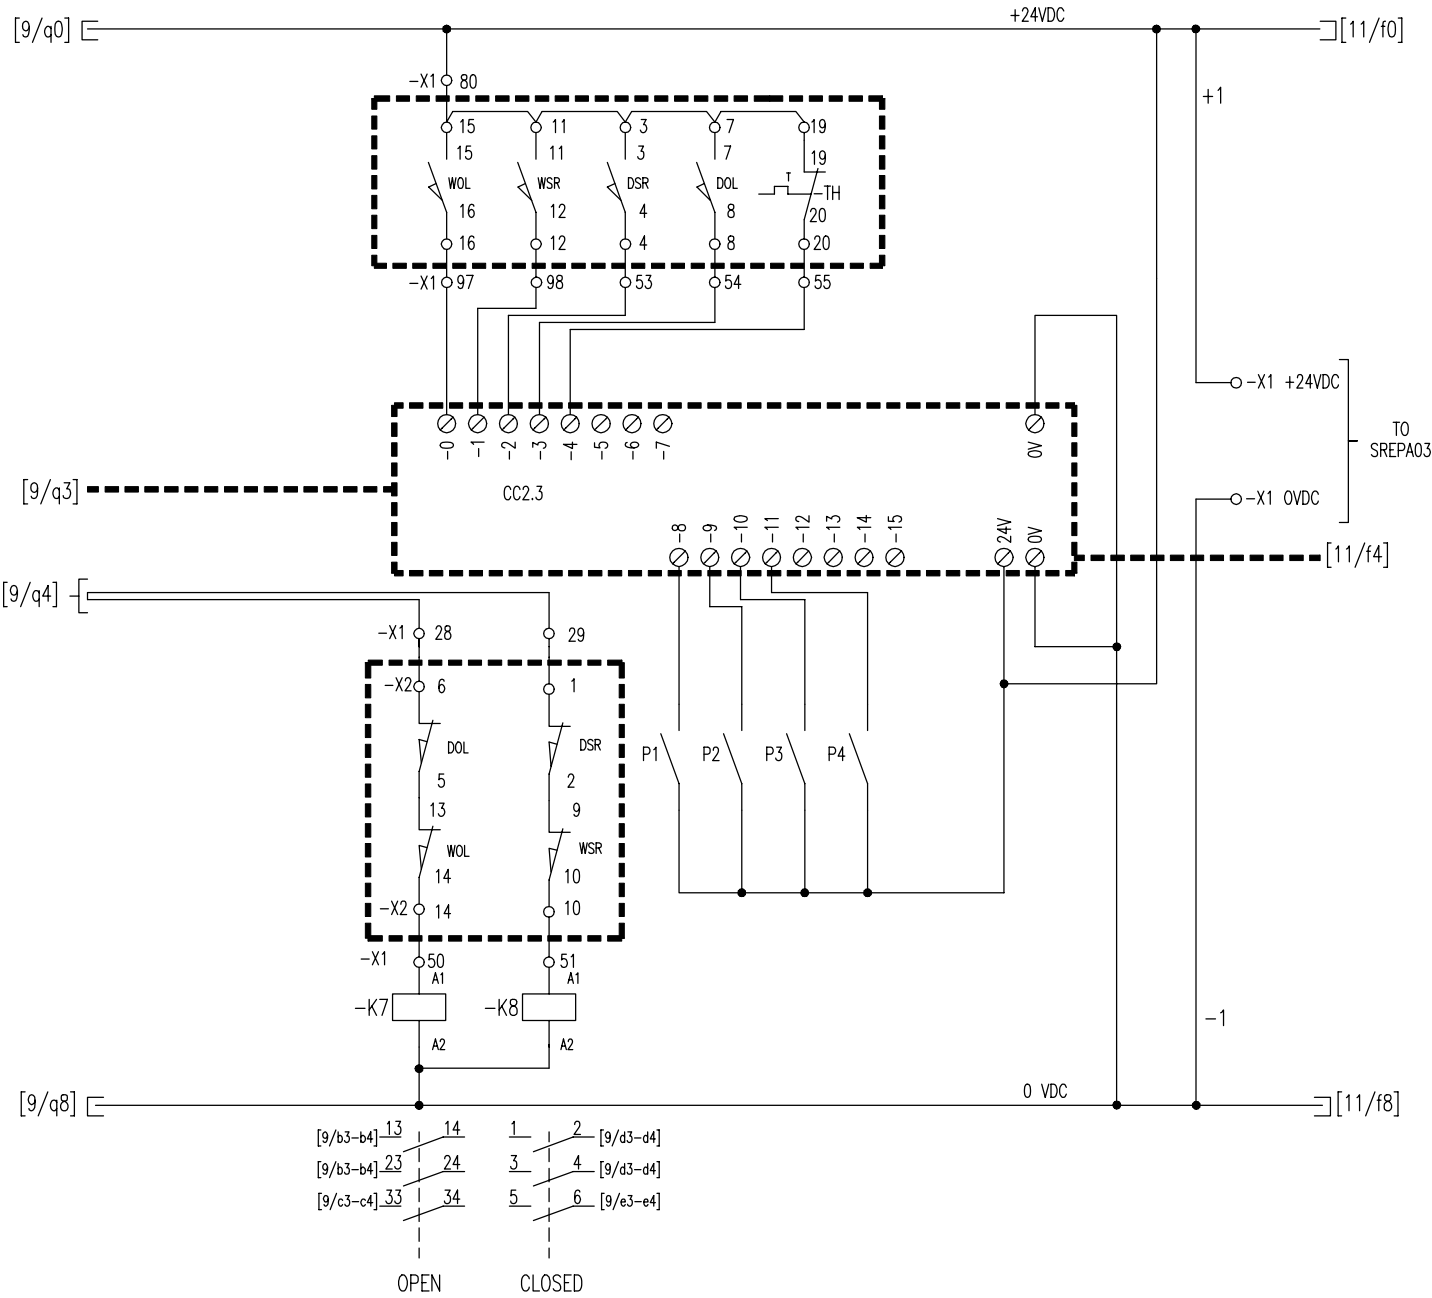 +24VDC
[9/q0]
[11/f0]
-X1 80
+1
15 11 3 7 19
15 11 3 7 19
WOL WSR DSR DOL T -TH
16 12 4 8 20
16 12 4 8 20
-X1 97 98 53 54 55
-X1 +24VDC
TO
SREPA03
-X1 0VDC
-0 -1 -2 -3 -4 -5 -6 -7 0V
[9/q3]
CC2.3
-8 -9 -10 -11 -12 -13 -14 -15 24V 0V
[11/f4]
[9/q4]
-X1 28 29
-X2 6 1
DOL DSR
5 2
P1 P2 P3 P4
13 9
WOL WSR
14 10
-X2 14 10
-X1 50 51
A1 A1
-K7 -K8
A2 A2
-1
0 VDC
[9/q8]
[11/f8]
[9/b3-b4] 13 14 1 2 [9/d3-d4]
[9/b3-b4] 23 24 3 4 [9/d3-d4]
[9/c3-c4] 33 34 5 6 [9/e3-e4]
OPEN CLOSED